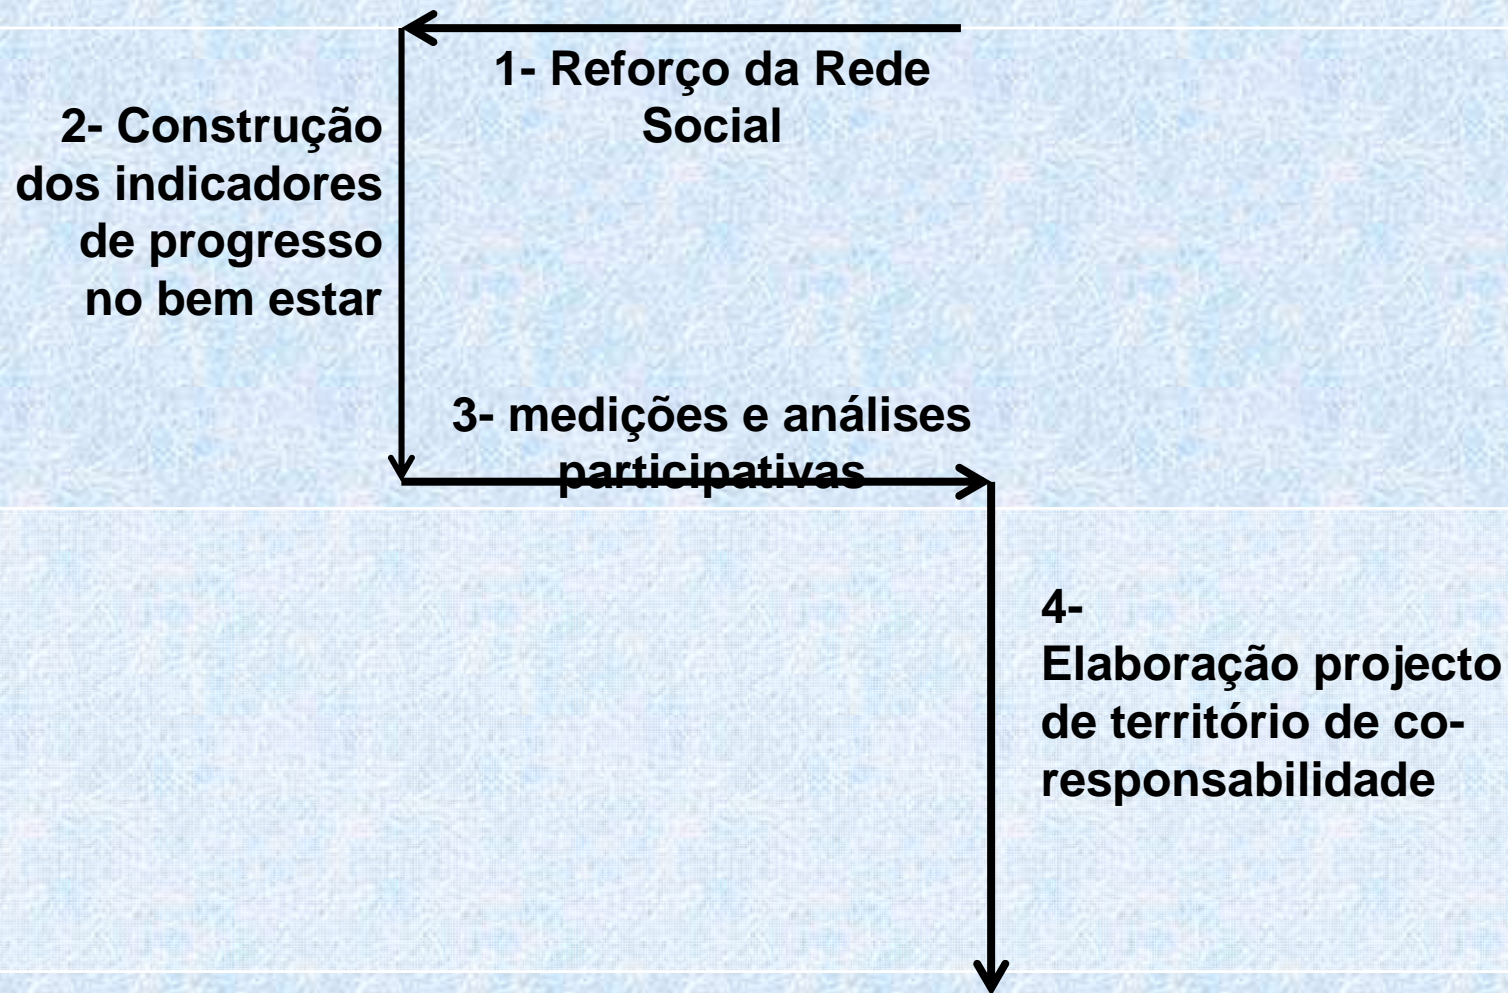 1- Reforço da Rede
Social
2- Construção
dos indicadores
de progresso
no bem estar
3- medições e análises
participativas
4-
Elaboração projecto
de território de co-
responsabilidade